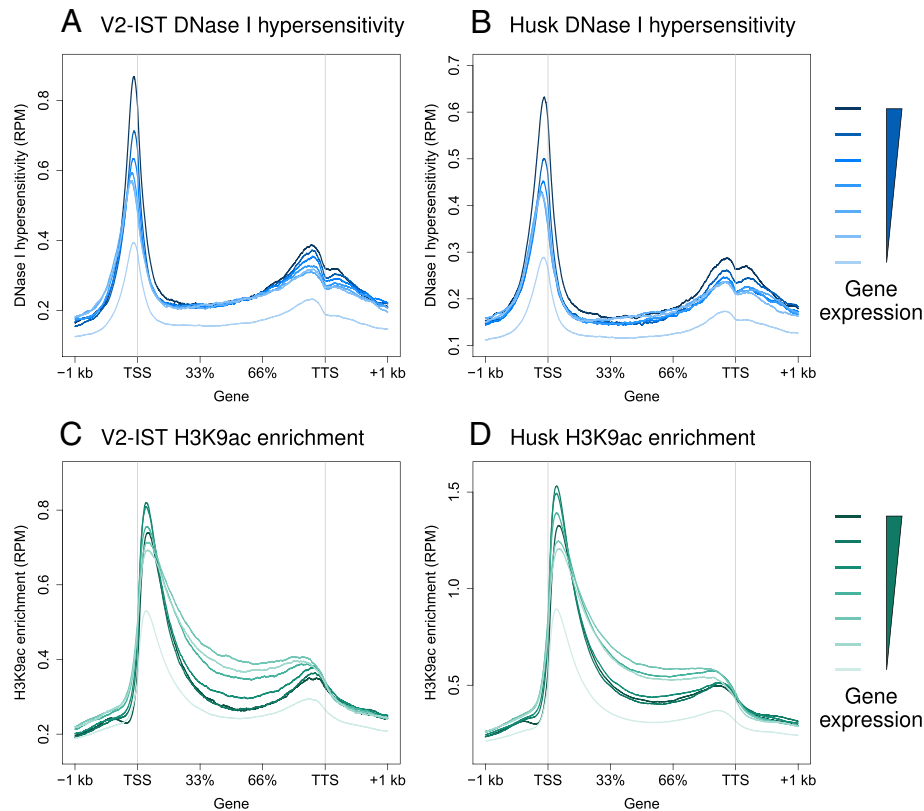 A V2-IST DNase I hypersensitivity
DNase I hypersensitivity (RPM)
0.8
0.6
0.4
0.2
−1 kb TSS 33% 66% TTS +1 kb
Gene
B Husk DNase I hypersensitivity
DNase I hypersensitivity (RPM)
0.7
0.6
0.5
0.4
0.3
0.2
0.1
−1 kb TSS 33% 66% TTS +1 kb
Gene
Gene
expression
C V2-IST H3K9ac enrichment
H3K9ac enrichment (RPM)
0.8
0.6
0.4
0.2
−1 kb TSS 33% 66% TTS +1 kb
Gene
D Husk H3K9ac enrichment
H3K9ac enrichment (RPM)
1.5
1.0
0.5
−1 kb TSS 33% 66% TTS +1 kb
Gene
Gene
expression